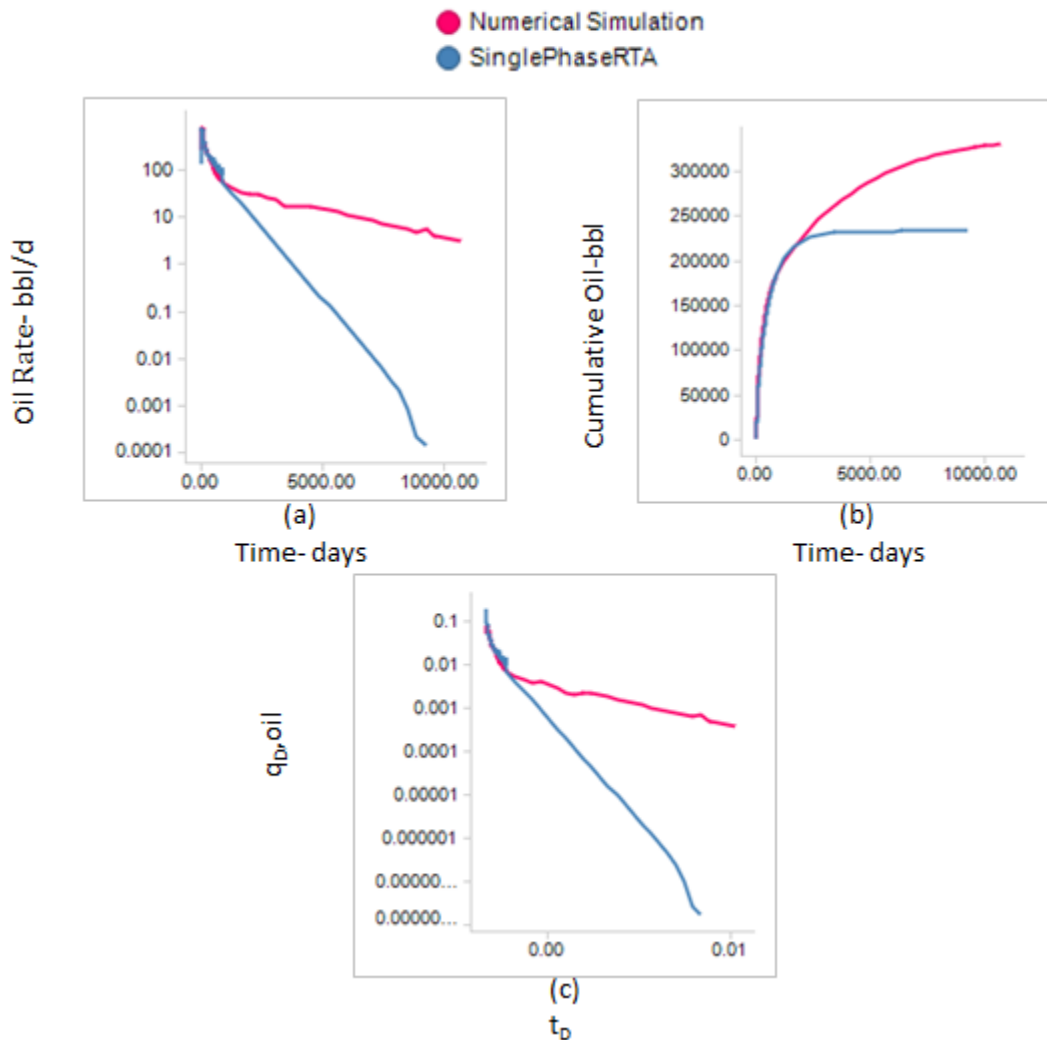 Numerical Simulation
SinglePhaseRTA
Oil Rate- bbl/d
100
10
1
0.1
0.01
0.001
0.0001
0.00 5000.00 10000.00
(a)
Time- days
Cumulative Oil-bbl
300000
250000
200000
150000
100000
50000
0
0.00 5000.00 10000.00
(b)
Time- days
qD,oil
0.1
0.01
0.001
0.0001
0.00001
0.000001
0.00000...
0.00000...
0.00 0.01
(c)
tD